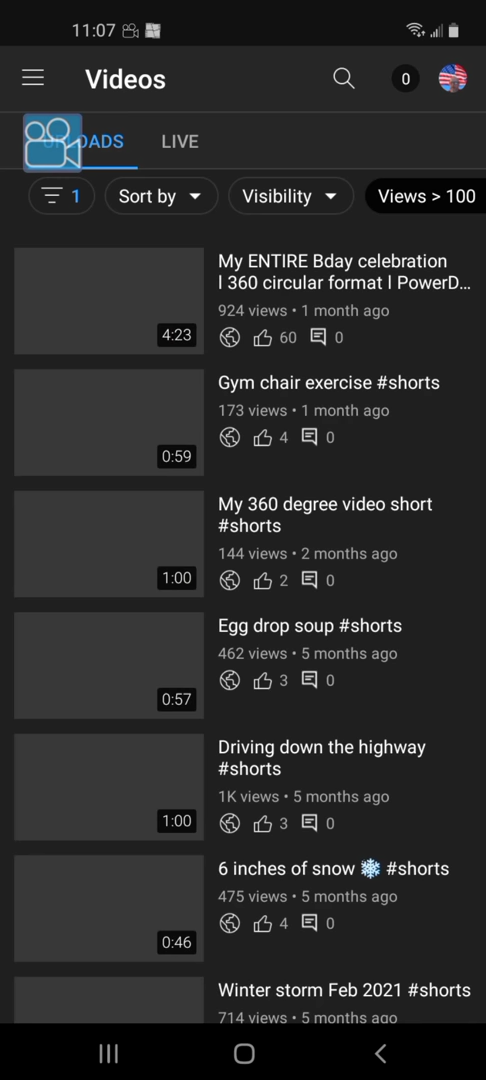 11:07
Videos
0
UPLOADS
LIVE
1
Sort by
Visibility
Views > 100
4:23
My ENTIRE Bday celebration
l 360 circular format l PowerD...
924 views • 1 month ago
60
0
0:59
Gym chair exercise #shorts
173 views • 1 month ago
4
0
1:00
My 360 degree video short
#shorts
144 views • 2 months ago
2
0
0:57
Egg drop soup #shorts
462 views • 5 months ago
3
0
1:00
Driving down the highway
#shorts
1K views • 5 months ago
3
0
0:46
6 inches of snow ❄️ #shorts
475 views • 5 months ago
4
0
Winter storm Feb 2021 #shorts
714 views • 5 months ago